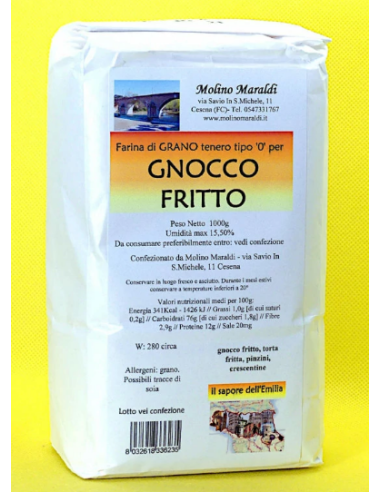 Molino Maraldi
via Savio In S.Michele, 11
Cesena (FC)- Tel. 0547331767
www.molinomaraldi.it
Farina di GRANO tenero tipo '0' per
GNOCCO
FRITTO
Peso Netto 1000g
Umidità max 15,50%
Da consumare preferibilmente entro: vedi confezione
Confezionato da Molino Maraldi - via Savio In
S.Michele, 11 Cesena
Conservare in luogo fresco e asciutto. Durante i mesi estivi
conservare a temperature inferiori a 20°
Valori nutrizionali medi per 100g:
Energia 341Kcal - 1426 kJ // Grassi 1,0g [di cui saturi
0,2g] // Carboidrati 76g [di cui zuccheri 1,8g] // Fibre
2,9g // Proteine 12g // Sale 20mg
W: 280 circa
gnocco fritto, torta
fritta, pinzini,
crescentine
Allergeni: grano.
Possibili tracce di
soia
il sapore dell'Emilia
Lotto vei confezione
8 032618 336235